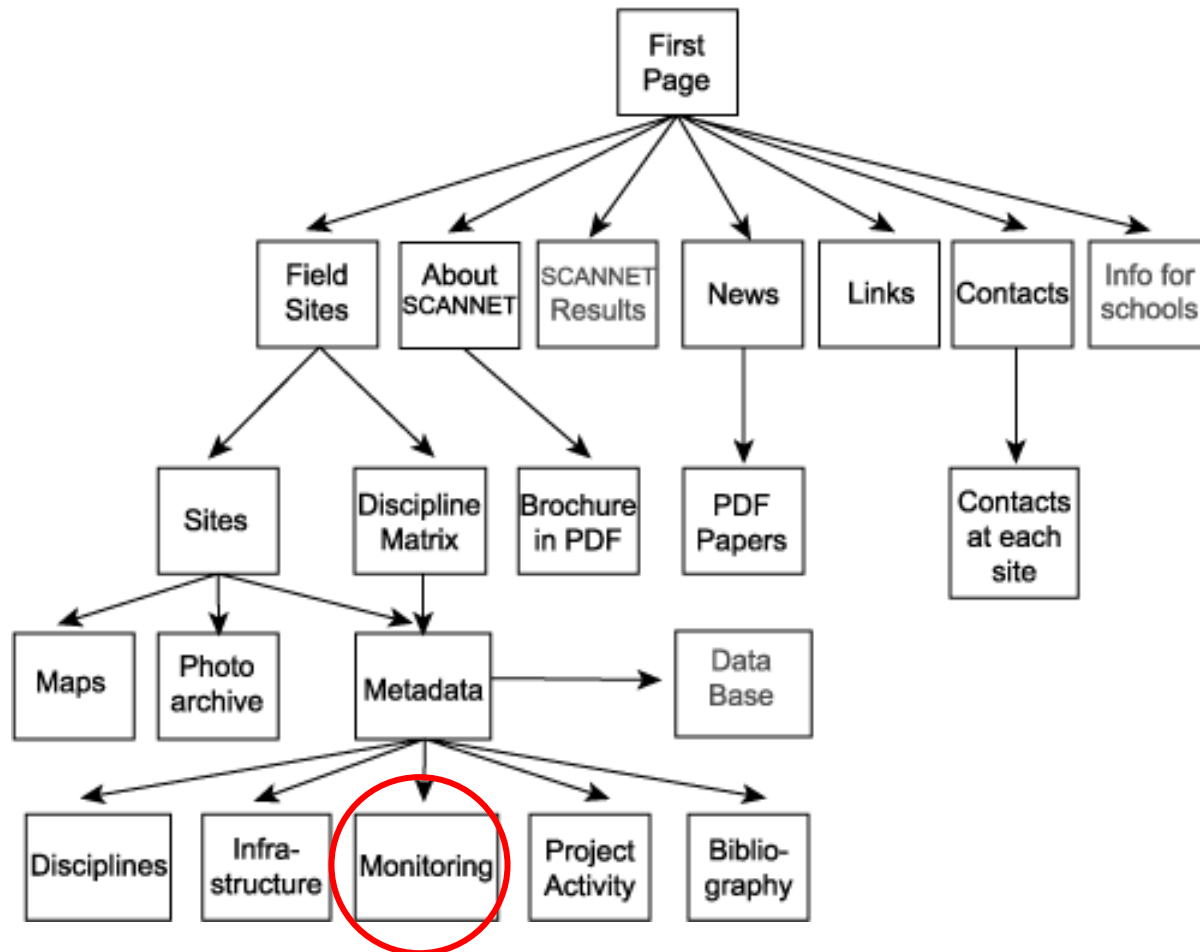 First
Page
Field
Sites
About
SCANNET
SCANNET
Results
News
Links
Contacts
Info for
schools
Sites
Discipline
Matrix
Brochure
in PDF
PDF
Papers
Contacts
at each
site
Maps
Photo
archive
Metadata
Data
Base
Disciplines
Infra-
structure
Monitoring
Project
Activity
Biblio-
graphy